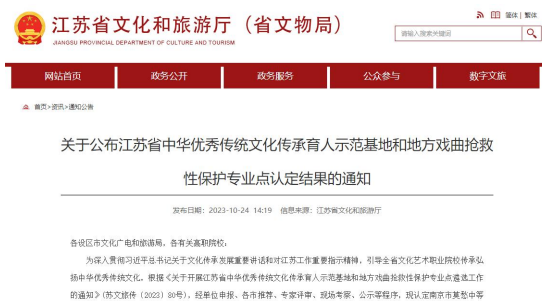 江苏省文化和旅游厅（省文物局）
JIANGSU PROVINCIAL DEPARTMENT OF CULTURE AND TOURISM
简体 | 繁体
请输入搜索关键词
网站首页 政务公开 政务服务 公众参与 数字文旅
首页>资讯>通知公告
关于公布江苏省中华优秀传统文化传承育人示范基地和地方戏曲抢救
性保护专业点认定结果的通知
发布日期：2023-10-24 14:19 信息来源：江苏省文化和旅游厅
各设区市文化广电和旅游局，各有关高职院校：
为深入贯彻习近平总书记关于文化传承发展重要讲话和对江苏工作重要指示精神，引导全省文化艺术职业院校传承弘
扬中华优秀传统文化，根据《关于开展江苏省中华优秀传统文化传承育人示范基地和地方戏曲抢救性保护专业点遴选工作
的通知》（苏文旅传〔2023〕80号），经单位申报、各市推荐、专家评审、现场考察、公示等程序，现认定南京市莫愁中等